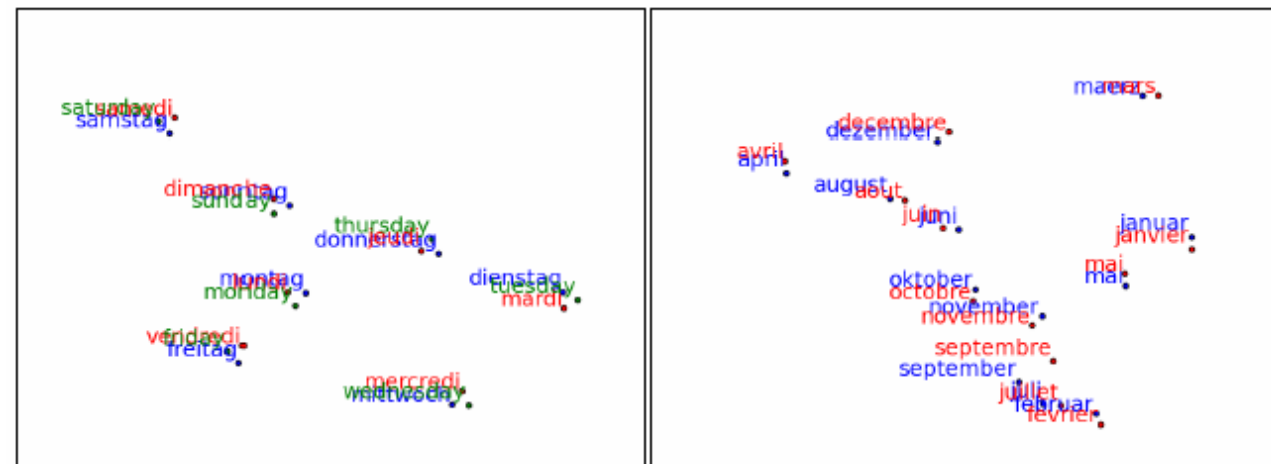 saturday
samedi
samstag
dimanche
sonntag
sunday
thursday
jeudi
donnerstag
montag
lundi
monday
dienstag
tuesday
mardi
vendredi
friday
freitag
mercredi
wednesday
mittwoch
maerz
mars
decembre
dezember
avril
april
august
aout
juin
juni
januar
janvier
mai
mai
oktober
octobre
november
novembre
septembre
september
juli
juillet
februar
fevrier